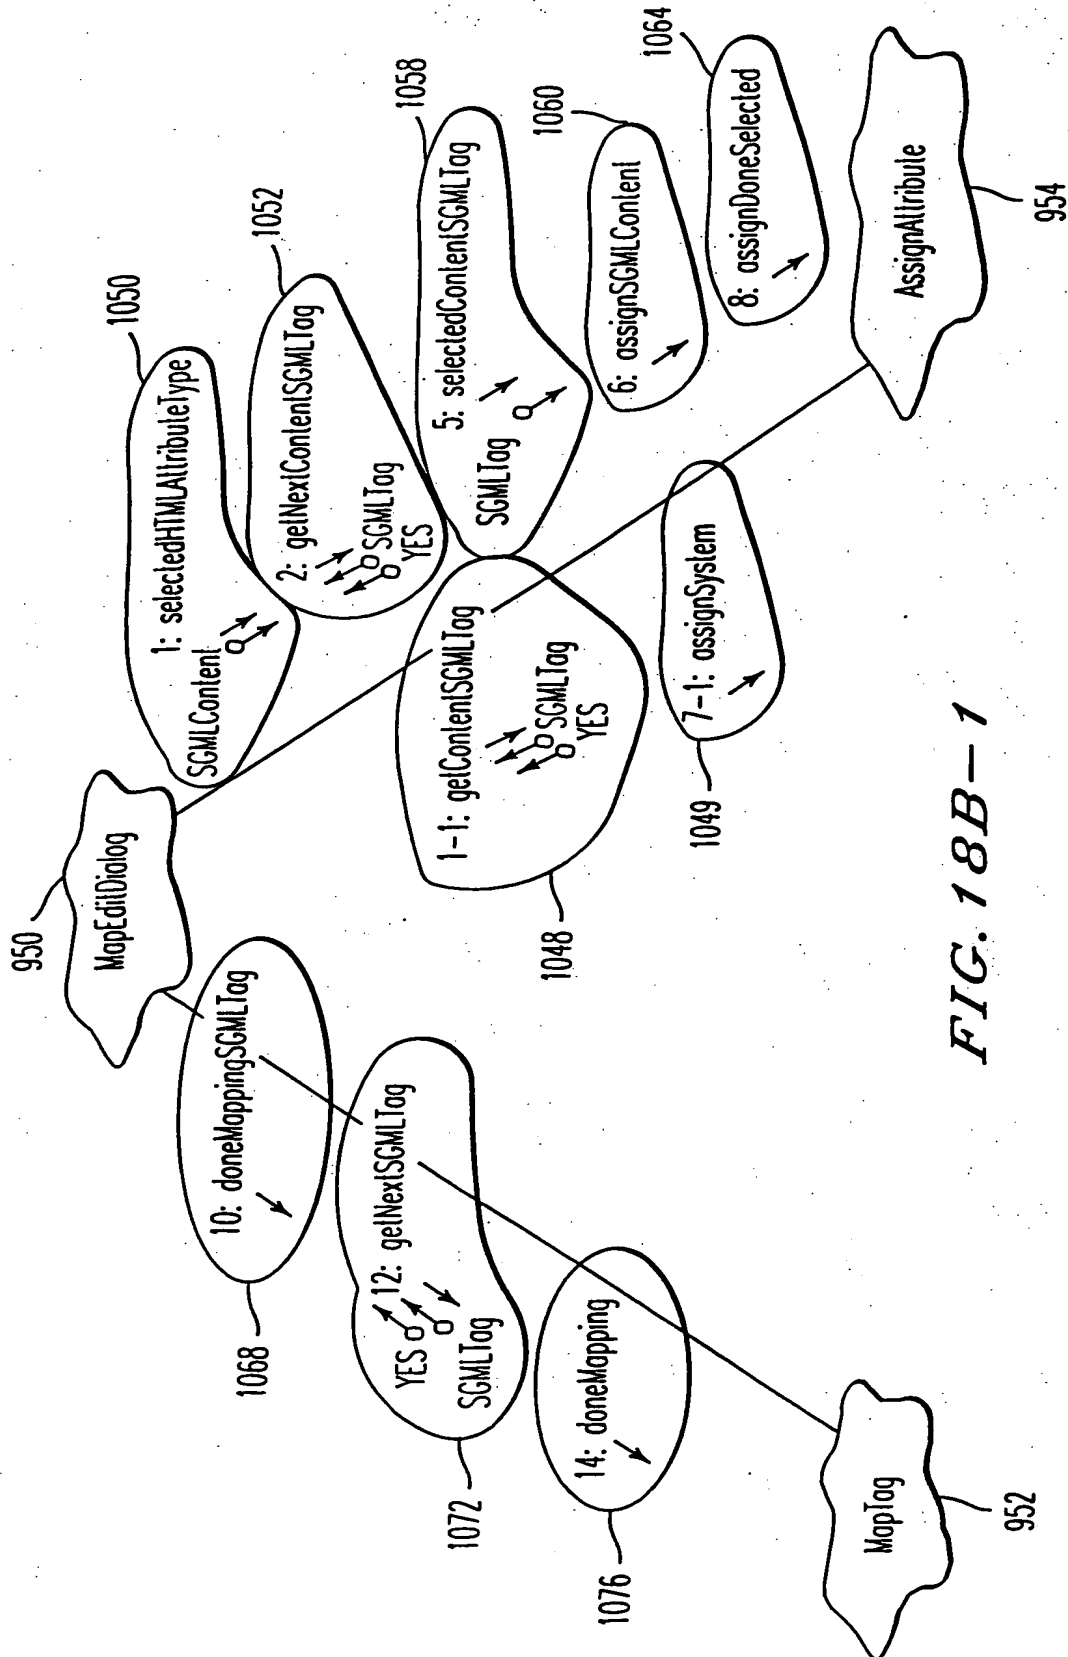 950
MapEditDialog
1050
1: selectedHTMLAttributeType
SGMLContent
1052
2: getNextContentSGMLTag
SGMLTag
YES
1058
5: selectedContentSGMLTag
SGMLTag
1060
6: assignSGMLContent
1064
8: assignDoneSelected
AssignAttribute
954
1-1: getContentSGMLTag
SGMLTag
YES
1048
7-1: assignSystem
1049
10: doneMappingSGMLTag
1068
12: getNextSGMLTag
YES
SGMLTag
1072
14: doneMapping
1076
MapTag
952
FIG. 18B-1